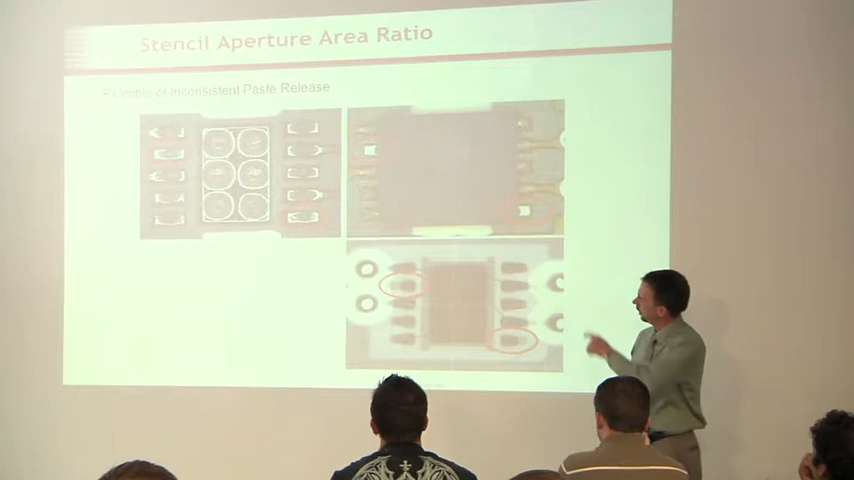 Stencil Aperture Area Ratio
Example of Inconsistent Paste Release